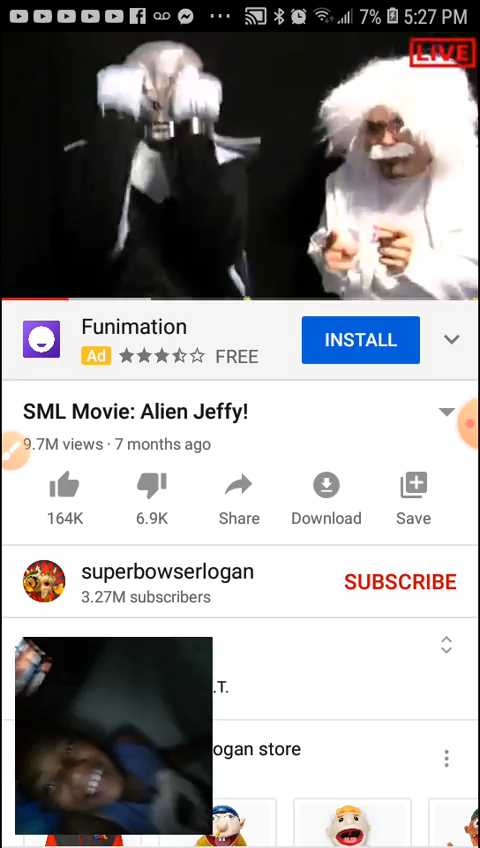 7% 5:27 PM
LIVE
Funimation
Ad FREE
INSTALL
SML Movie: Alien Jeffy!
9.7M views · 7 months ago
164K 6.9K Share Download Save
superbowserlogan
3.27M subscribers
SUBSCRIBE
.T.
ogan store